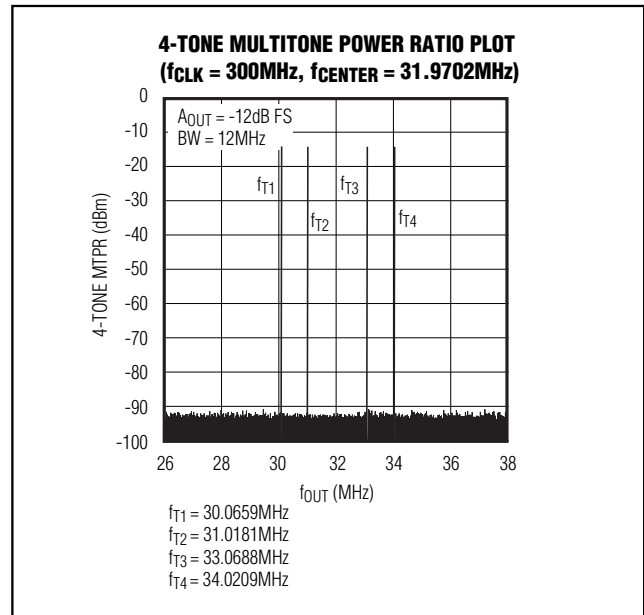 4-TONE MULTITONE POWER RATIO PLOT
(fCLK = 300MHz, fCENTER = 31.9702MHz)
0
-10
-20
-30
-40
-50
-60
-70
-80
-90
-100
4-TONE MTPR (dBm)
AOUT = -12dB FS
BW = 12MHz
fT1
fT2
fT3
fT4
26 28 30 32 34 36 38
fOUT (MHz)
fT1 = 30.0659MHz
fT2 = 31.0181MHz
fT3 = 33.0688MHz
fT4 = 34.0209MHz